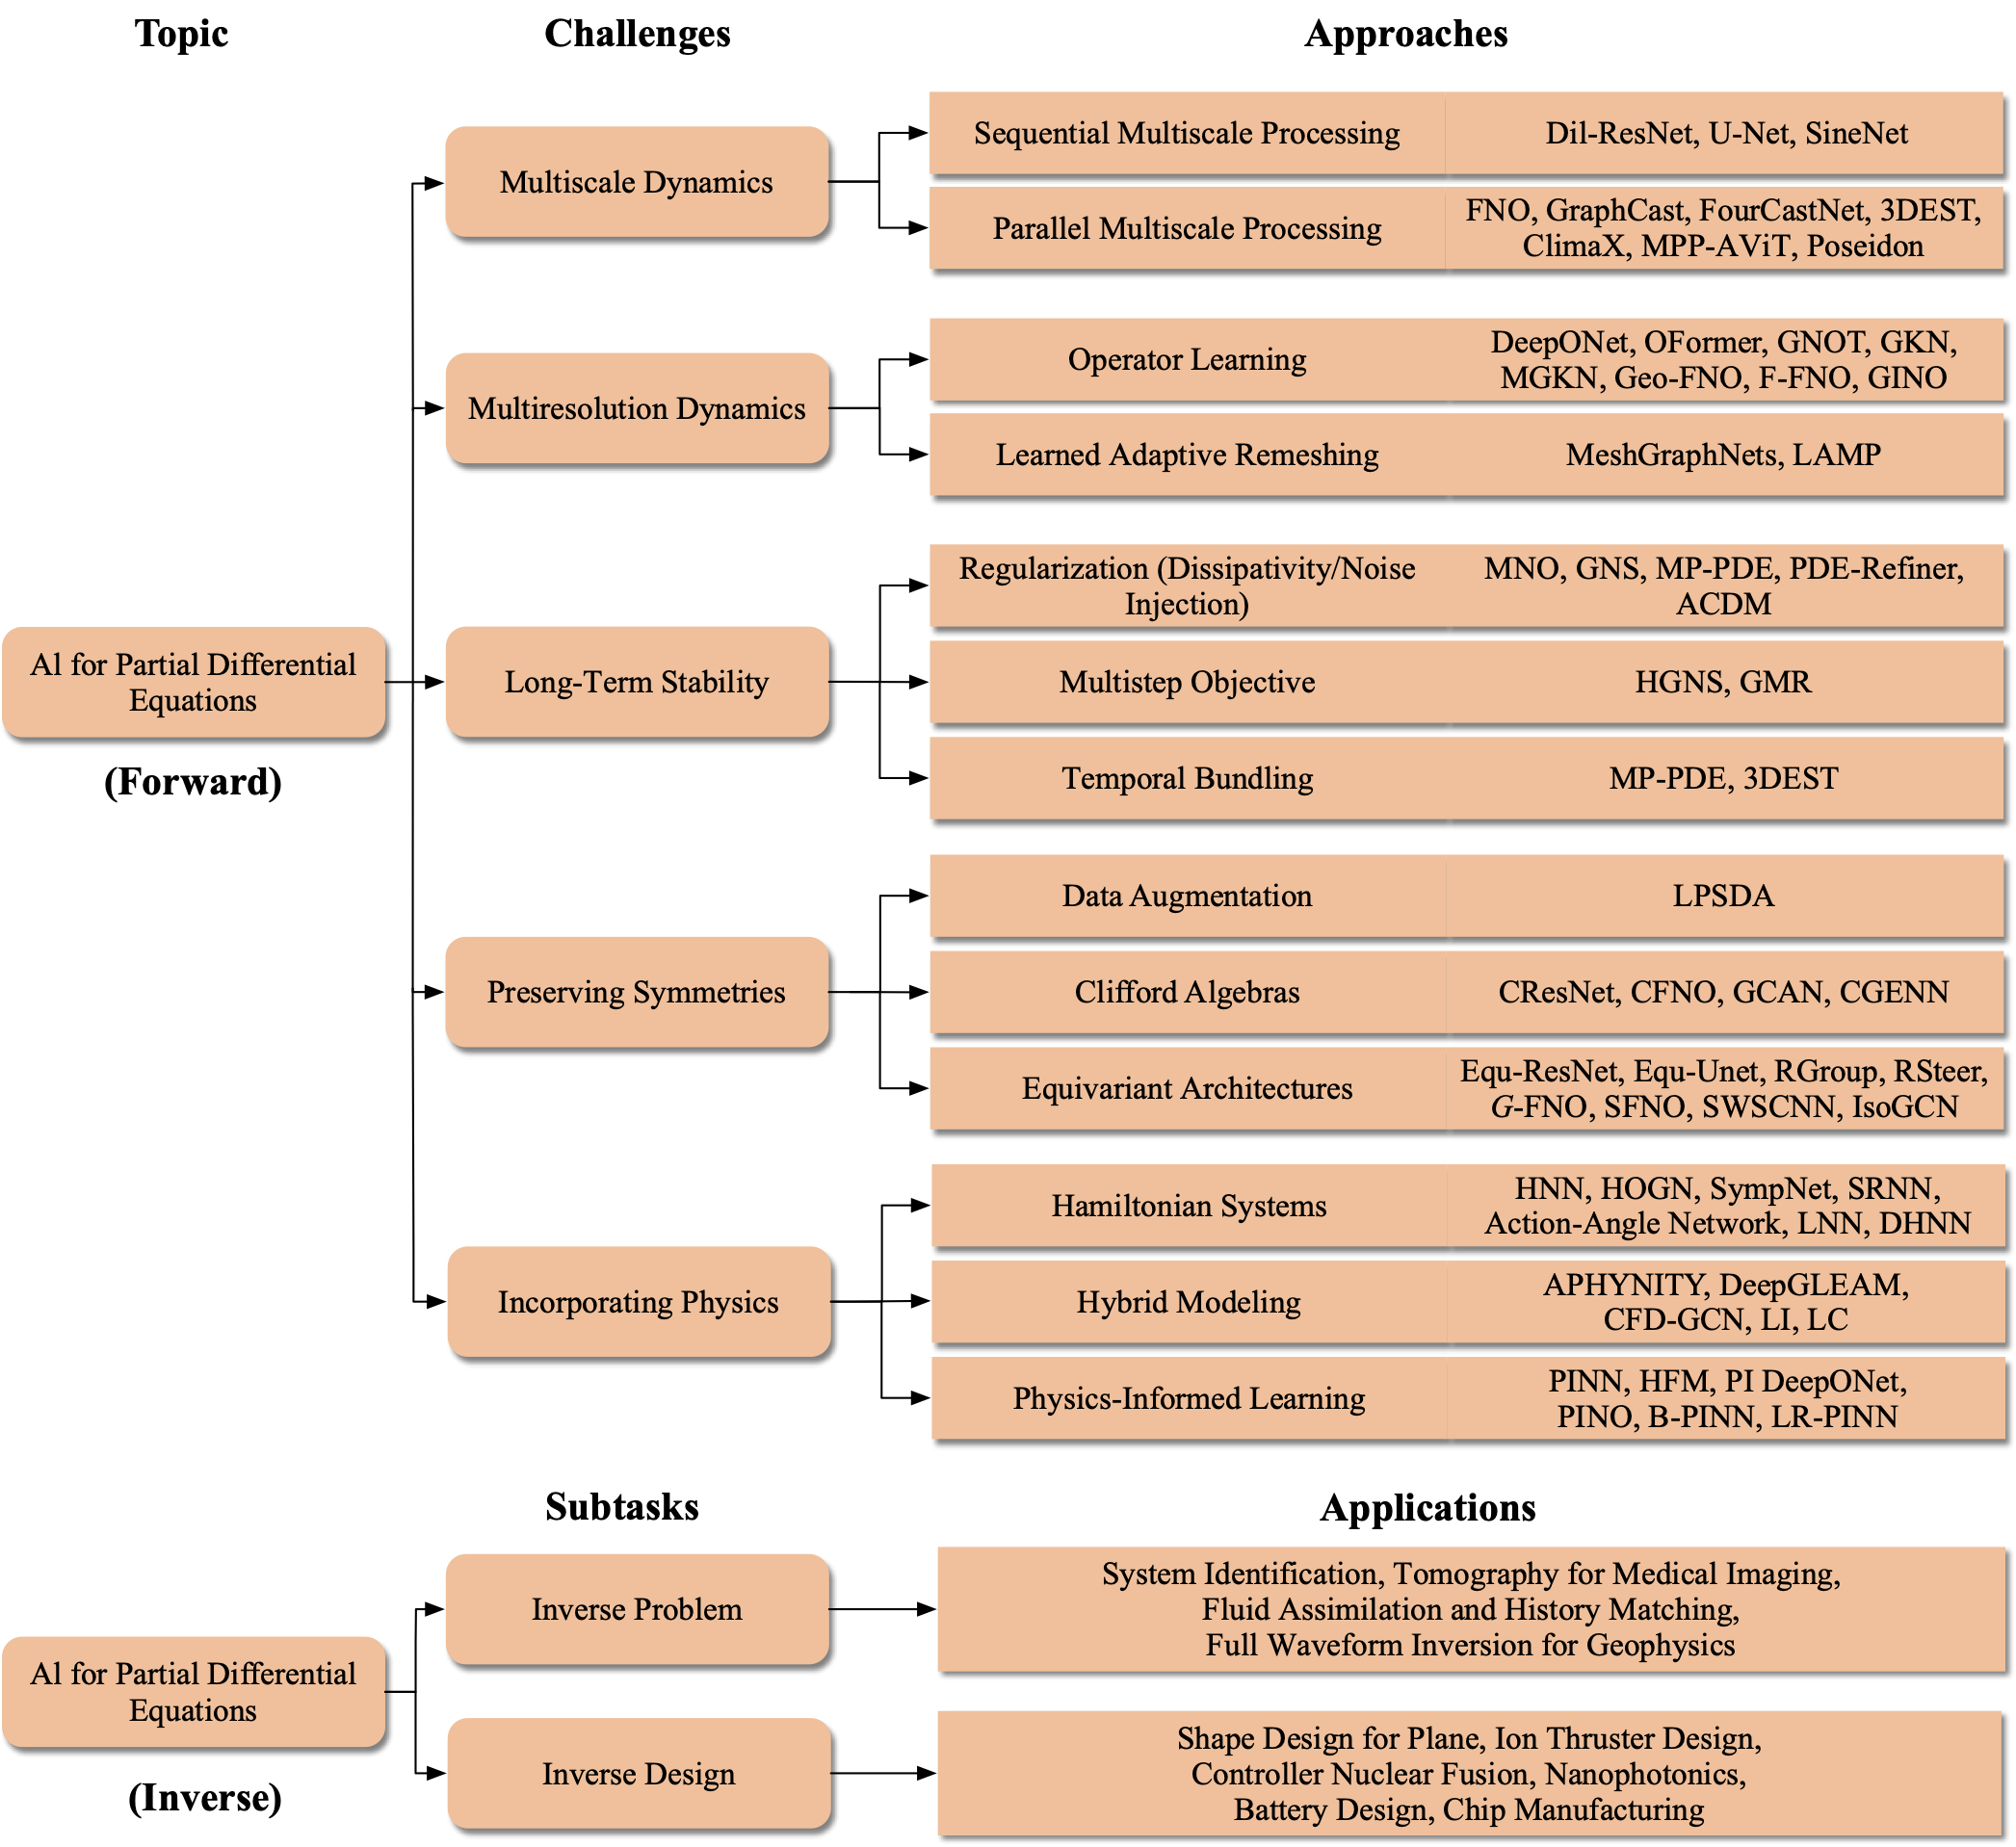 Topic
Challenges
Approaches
Multiscale Dynamics
Sequential Multiscale Processing
Dil-ResNet, U-Net, SineNet
Parallel Multiscale Processing
FNO, GraphCast, FourCastNet, 3DEST,
ClimaX, MPP-AViT, Poseidon
Multiresolution Dynamics
Operator Learning
DeepONet, OFormer, GNOT, GKN,
MGKN, Geo-FNO, F-FNO, GINO
Learned Adaptive Remeshing
MeshGraphNets, LAMP
AI for Partial Differential
Equations
(Forward)
Long-Term Stability
Regularization (Dissipativity/Noise
Injection)
MNO, GNS, MP-PDE, PDE-Refiner,
ACDM
Multistep Objective
HGNS, GMR
Temporal Bundling
MP-PDE, 3DEST
Preserving Symmetries
Data Augmentation
LPSDA
Clifford Algebras
CResNet, CFNO, GCAN, CGENN
Equivariant Architectures
Equ-ResNet, Equ-Unet, RGroup, RSteer,
G-FNO, SFNO, SWSCNN, IsoGCN
Incorporating Physics
Hamiltonian Systems
HNN, HOGN, SympNet, SRNN,
Action-Angle Network, LNN, DHNN
Hybrid Modeling
APHYNITY, DeepGLEAM,
CFD-GCN, LI, LC
Physics-Informed Learning
PINN, HFM, PI DeepONet,
PINO, B-PINN, LR-PINN
Subtasks
Applications
AI for Partial Differential
Equations
(Inverse)
Inverse Problem
System Identification, Tomography for Medical Imaging,
Fluid Assimilation and History Matching,
Full Waveform Inversion for Geophysics
Inverse Design
Shape Design for Plane, Ion Thruster Design,
Controller Nuclear Fusion, Nanophotonics,
Battery Design, Chip Manufacturing